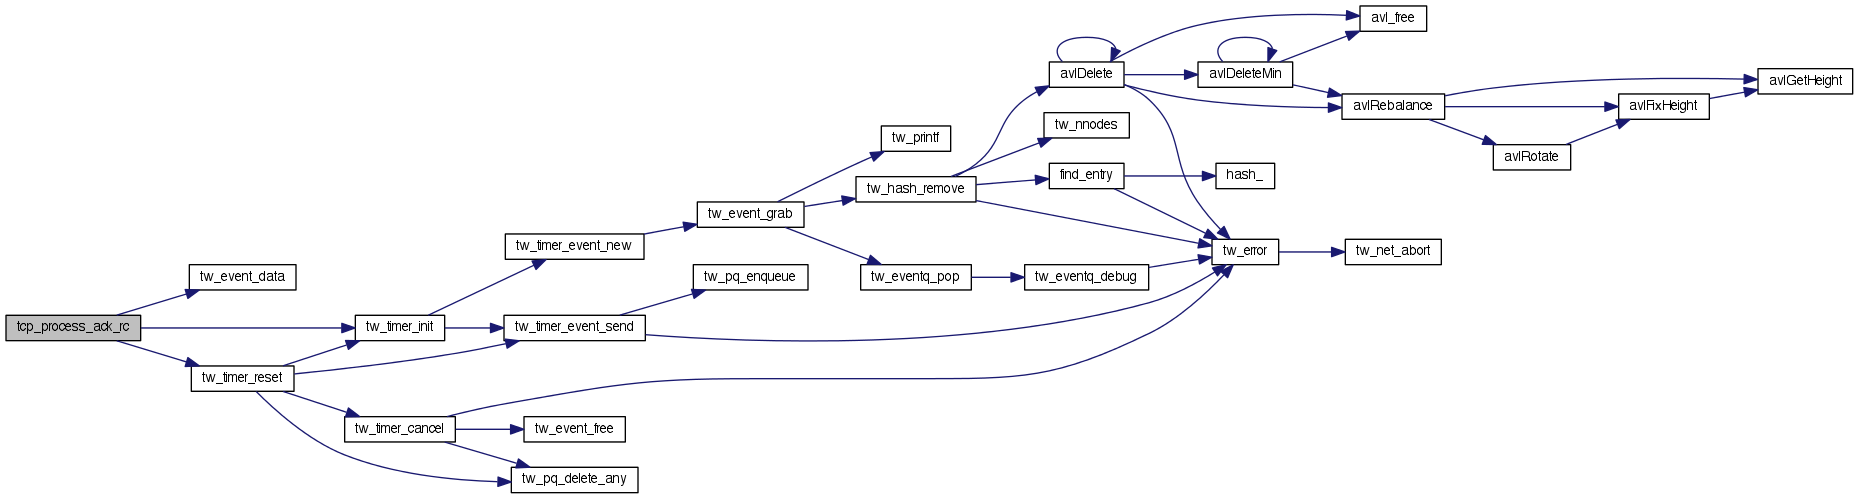 tcp_process_ack_rc
tw_event_data
tw_timer_init
tw_timer_reset
tw_timer_event_new
tw_timer_event_send
tw_timer_cancel
tw_event_grab
tw_pq_enqueue
tw_event_free
tw_pq_delete_any
tw_printf
tw_hash_remove
tw_eventq_pop
avlDelete
tw_nnodes
find_entry
tw_eventq_debug
avlDeleteMin
hash_
tw_error
avl_free
avlRebalance
tw_net_abort
avlRotate
avlFixHeight
avlGetHeight